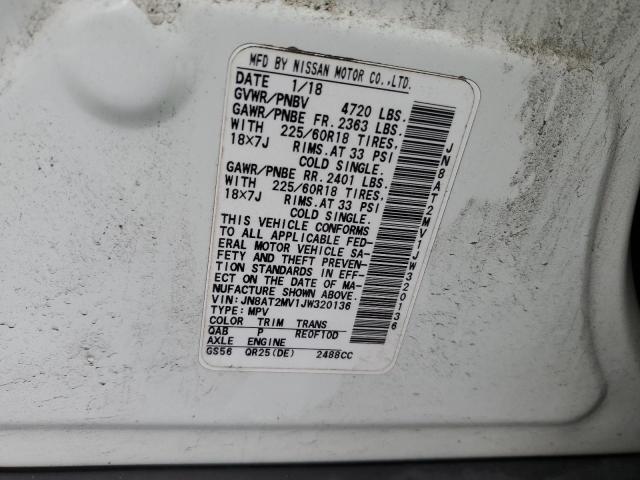 MFD BY NISSAN MOTOR CO.,LTD.
DATE 1/18
GVWR/PNBV 4720 LBS.
GAWR/PNBE FR. 2363 LBS.
WITH 225/60R18 TIRES,
18X7J RIMS.AT 33 PSI
COLD SINGLE.
GAWR/PNBE RR. 2401 LBS.
WITH 225/60R18 TIRES,
18X7J RIMS.AT 33 PSI
COLD SINGLE.
THIS VEHICLE CONFORMS
TO ALL APPLICABLE FED-
ERAL MOTOR VEHICLE SA-
FETY AND THEFT PREVEN-
TION STANDARDS IN EFF-
ECT ON THE DATE OF MA-
NUFACTURE SHOWN ABOVE.
VIN:JN8AT2MV1JW320136
TYPE:MPV
COLOR TRIM TRANS
QAB P RE0F10D
AXLE ENGINE
GS56 QR25(DE) 2488CC
JN8AT2MV1JW320136